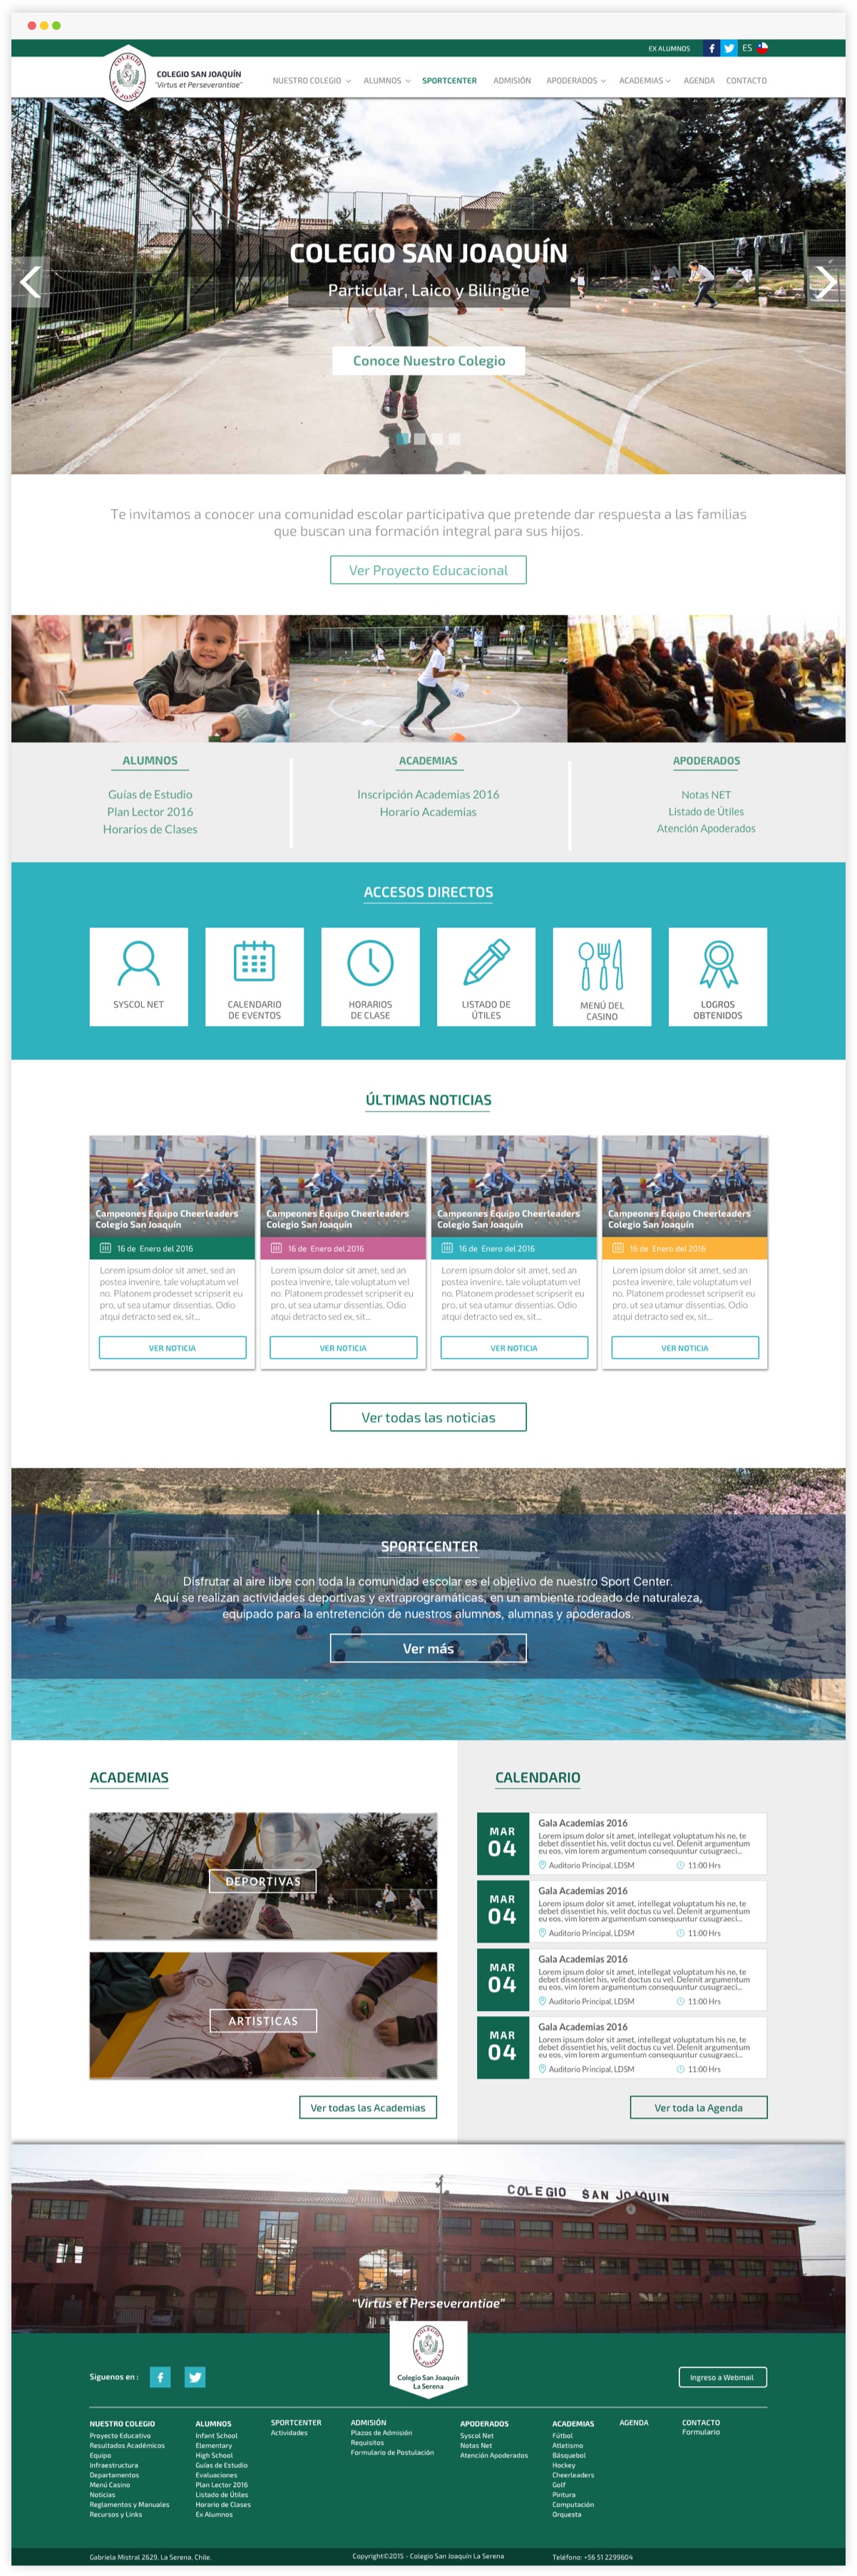 EX ALUMNOS
ES
COLEGIO SAN JOAQUÍN
COLEGIO SAN JOAQUÍN
"Virtus et Perseverantiae"
NUESTRO COLEGIO
ALUMNOS
SPORTCENTER
ADMISIÓN
APODERADOS
ACADEMIAS
AGENDA
CONTACTO
COLEGIO SAN JOAQUÍN
Particular, Laico y Bilingüe
Conoce Nuestro Colegio
Te invitamos a conocer una comunidad escolar participativa que pretende dar respuesta a las familias
que buscan una formación integral para sus hijos.
Ver Proyecto Educacional
ALUMNOS
Guías de Estudio
Plan Lector 2016
Horarios de Clases
ACADEMIAS
Inscripción Academias 2016
Horario Academias
APODERADOS
Notas NET
Listado de Útiles
Atención Apoderados
ACCESOS DIRECTOS
SYSCOL NET
CALENDARIO
DE EVENTOS
HORARIOS
DE CLASE
LISTADO DE
ÚTILES
MENÚ DEL
CASINO
LOGROS
OBTENIDOS
ÚLTIMAS NOTICIAS
Campeones Equipo Cheerleaders
Colegio San Joaquín
16 de Enero del 2016
Lorem ipsum dolor sit amet, sed an
postea invenire, tale voluptatum vel
no. Platonem prodesset scripserit eu
pro, ut sea utamur dissentias. Odio
atqui detracto sed ex, sit...
VER NOTICIA
Campeones Equipo Cheerleaders
Colegio San Joaquín
16 de Enero del 2016
Lorem ipsum dolor sit amet, sed an
postea invenire, tale voluptatum vel
no. Platonem prodesset scripserit eu
pro, ut sea utamur dissentias. Odio
atqui detracto sed ex, sit...
VER NOTICIA
Campeones Equipo Cheerleaders
Colegio San Joaquín
16 de Enero del 2016
Lorem ipsum dolor sit amet, sed an
postea invenire, tale voluptatum vel
no. Platonem prodesset scripserit eu
pro, ut sea utamur dissentias. Odio
atqui detracto sed ex, sit...
VER NOTICIA
Campeones Equipo Cheerleaders
Colegio San Joaquín
16 de Enero del 2016
Lorem ipsum dolor sit amet, sed an
postea invenire, tale voluptatum vel
no. Platonem prodesset scripserit eu
pro, ut sea utamur dissentias. Odio
atqui detracto sed ex, sit...
VER NOTICIA
Ver todas las noticias
SPORTCENTER
Disfrutar al aire libre con toda la comunidad escolar es el objetivo de nuestro Sport Center.
Aquí se realizan actividades deportivas y extraprogramáticas, en un ambiente rodeado de naturaleza,
equipado para la entretención de nuestros alumnos, alumnas y apoderados.
Ver más
ACADEMIAS
DEPORTIVAS
ARTISTICAS
Ver todas las Academias
CALENDARIO
MAR
04
Gala Academias 2016
Lorem ipsum dolor sit amet, intellegat voluptatum his ne, te
debet dissentiet his, velit doctus cu vel. Delenit argumentum
eu eos, vim lorem argumentum consequuntur cusugraeci...
Auditorio Principal, LDSM
11:00 Hrs
MAR
04
Gala Academias 2016
Lorem ipsum dolor sit amet, intellegat voluptatum his ne, te
debet dissentiet his, velit doctus cu vel. Delenit argumentum
eu eos, vim lorem argumentum consequuntur cusugraeci...
Auditorio Principal, LDSM
11:00 Hrs
MAR
04
Gala Academias 2016
Lorem ipsum dolor sit amet, intellegat voluptatum his ne, te
debet dissentiet his, velit doctus cu vel. Delenit argumentum
eu eos, vim lorem argumentum consequuntur cusugraeci...
Auditorio Principal, LDSM
11:00 Hrs
MAR
04
Gala Academias 2016
Lorem ipsum dolor sit amet, intellegat voluptatum his ne, te
debet dissentiet his, velit doctus cu vel. Delenit argumentum
eu eos, vim lorem argumentum consequuntur cusugraeci...
Auditorio Principal, LDSM
11:00 Hrs
Ver toda la Agenda
COLEGIO SAN JOAQUIN
"Virtus et Perseverantiae"
COLEGIO SAN JOAQUÍN
Colegio San Joaquín
La Serena
Siguenos en :
Ingreso a Webmail
NUESTRO COLEGIO
Proyecto Educativo
Resultados Académicos
Equipo
Infraestructura
Departamentos
Menú Casino
Noticias
Reglamentos y Manuales
Recursos y Links
ALUMNOS
Infant School
Elementary
High School
Guías de Estudio
Evaluaciones
Plan Lector 2016
Listado de Útiles
Horario de Clases
Ex Alumnos
SPORTCENTER
Actividades
ADMISIÓN
Plazos de Admisión
Requisitos
Formulario de Postulación
APODERADOS
Syscol Net
Notas Net
Atención Apoderados
ACADEMIAS
Fútbol
Atletismo
Básquebol
Hockey
Cheerleaders
Golf
Pintura
Computación
Orquesta
AGENDA
CONTACTO
Formulario
Gabriela Mistral 2629, La Serena, Chile.
Copyright©2015 - Colegio San Joaquín La Serena
Teléfono: +56 51 2299604